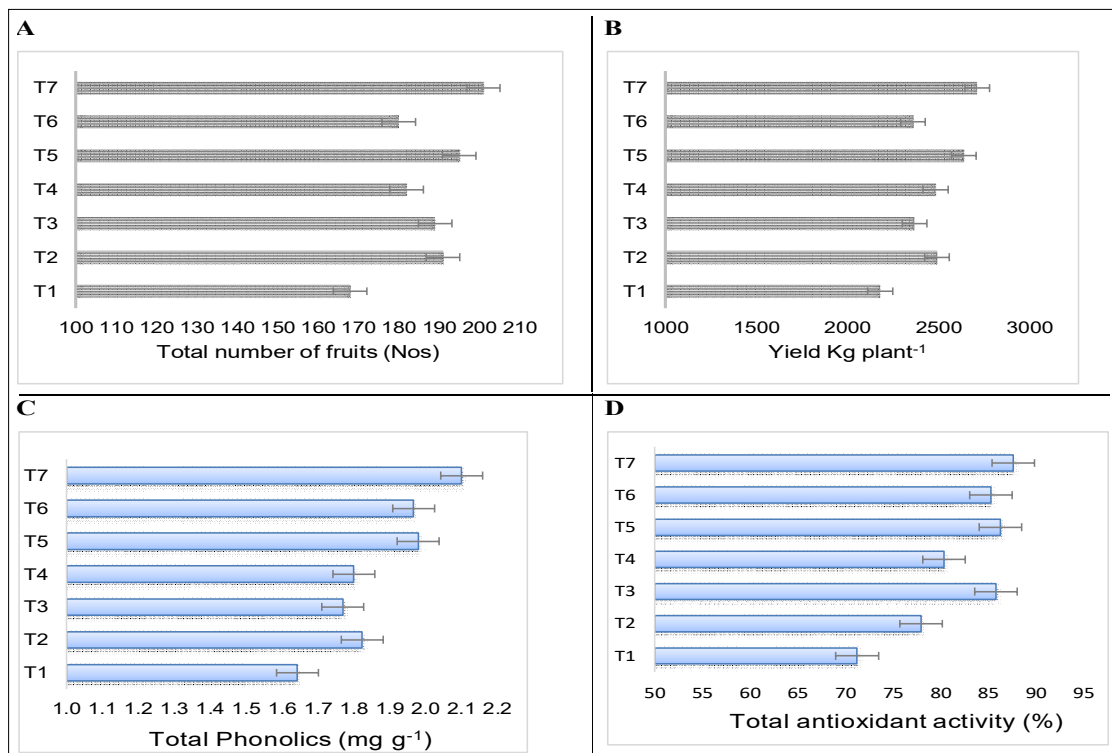 A
T7
T6
T5
T4
T3
T2
T1
100 110 120 130 140 150 160 170 180 190 200 210
Total number of fruits (Nos)
B
T7
T6
T5
T4
T3
T2
T1
1000 1500 2000 2500 3000
Yield Kg plant⁻¹
C
T7
T6
T5
T4
T3
T2
T1
1.0 1.1 1.2 1.3 1.4 1.5 1.6 1.7 1.8 1.9 2.0 2.1 2.2
Total Phonolics (mg g⁻¹)
D
T7
T6
T5
T4
T3
T2
T1
50 55 60 65 70 75 80 85 90 95
Total antioxidant activity (%)